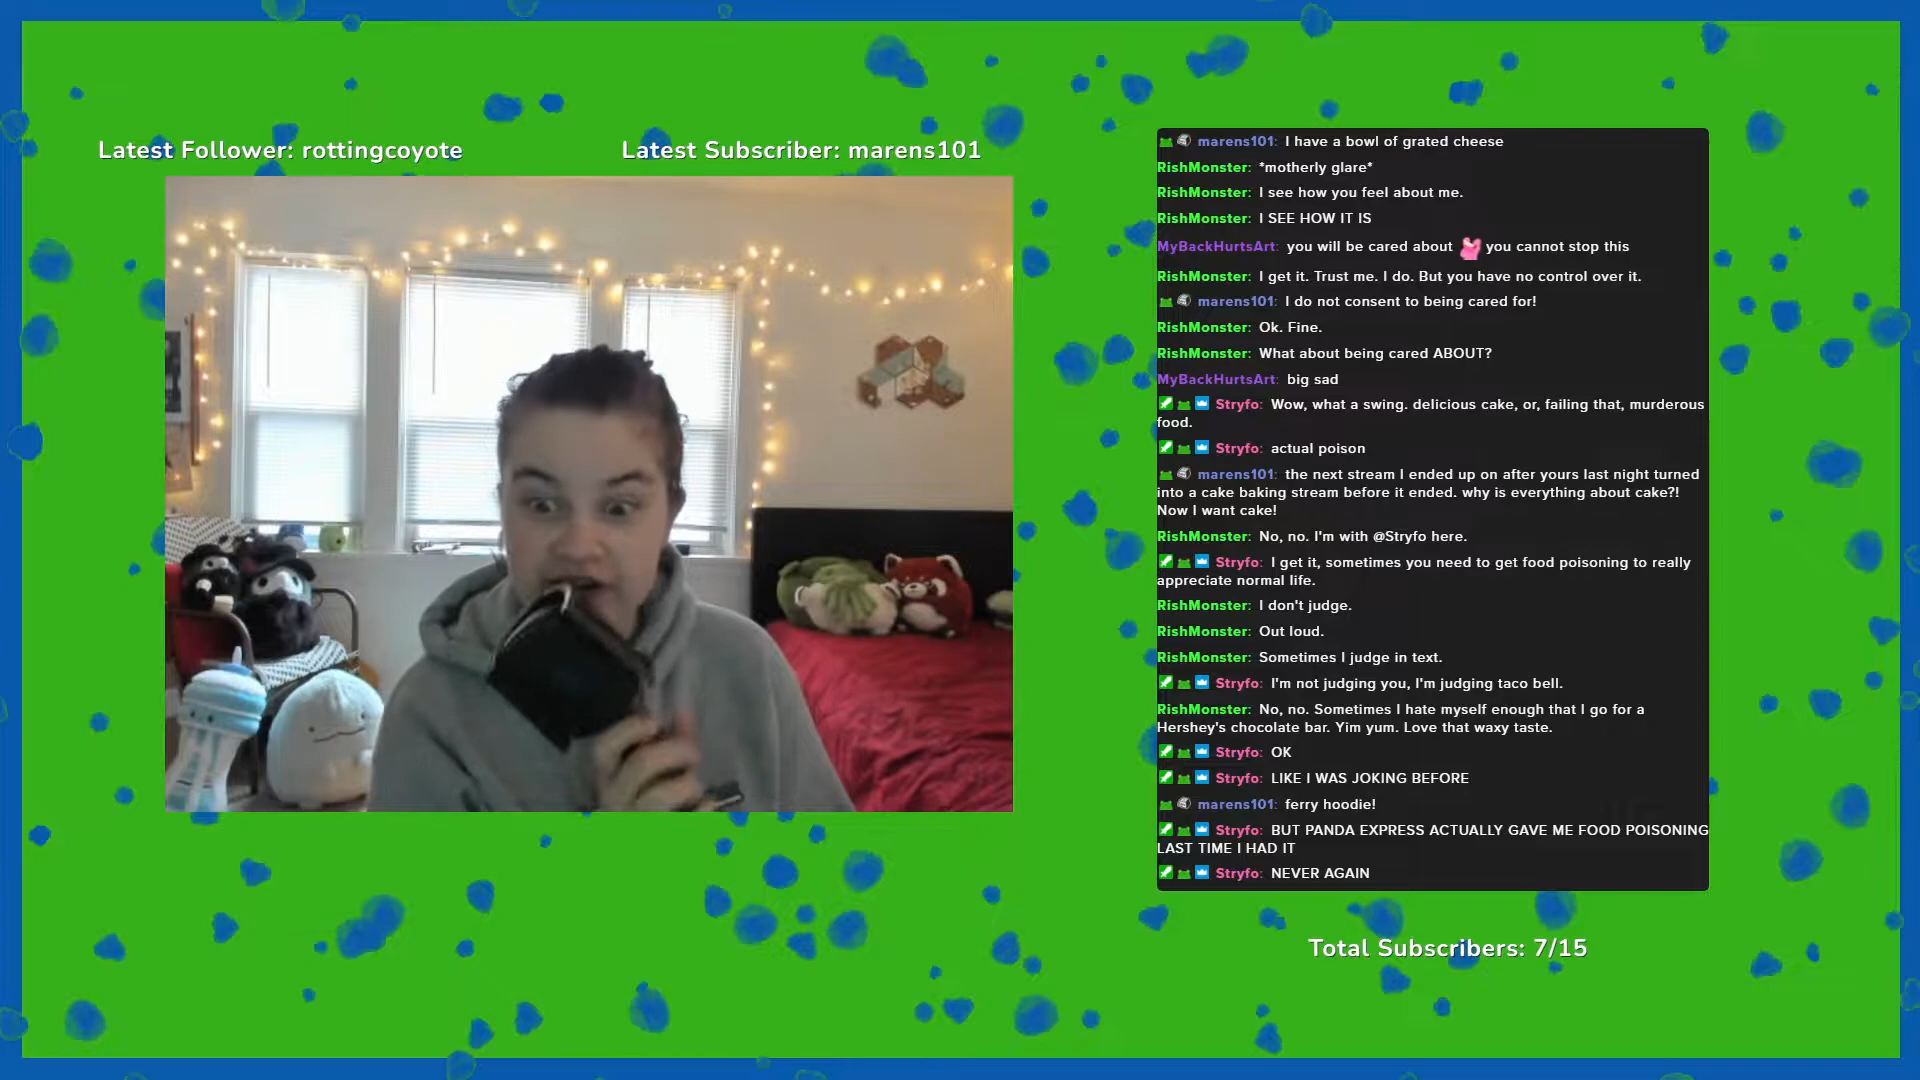 Latest Follower: rottingcoyote
Latest Subscriber: marens101
marens101: I have a bowl of grated cheese
RishMonster: *motherly glare*
RishMonster: I see how you feel about me.
RishMonster: I SEE HOW IT IS
MyBackHurtsArt: you will be cared about you cannot stop this
RishMonster: I get it. Trust me. I do. But you have no control over it.
marens101: I do not consent to being cared for!
RishMonster: Ok. Fine.
RishMonster: What about being cared ABOUT?
MyBackHurtsArt: big sad
Stryfo: Wow, what a swing. delicious cake, or, failing that, murderous
food.
Stryfo: actual poison
marens101: the next stream I ended up on after yours last night turned
into a cake baking stream before it ended. why is everything about cake?!
Now I want cake!
RishMonster: No, no. I'm with @Stryfo here.
Stryfo: I get it, sometimes you need to get food poisoning to really
appreciate normal life.
RishMonster: I don't judge.
RishMonster: Out loud.
RishMonster: Sometimes I judge in text.
Stryfo: I'm not judging you, I'm judging taco bell.
RishMonster: No, no. Sometimes I hate myself enough that I go for a
Hershey's chocolate bar. Yim yum. Love that waxy taste.
Stryfo: OK
Stryfo: LIKE I WAS JOKING BEFORE
marens101: ferry hoodie!
Stryfo: BUT PANDA EXPRESS ACTUALLY GAVE ME FOOD POISONING
LAST TIME I HAD IT
Stryfo: NEVER AGAIN
Total Subscribers: 7/15